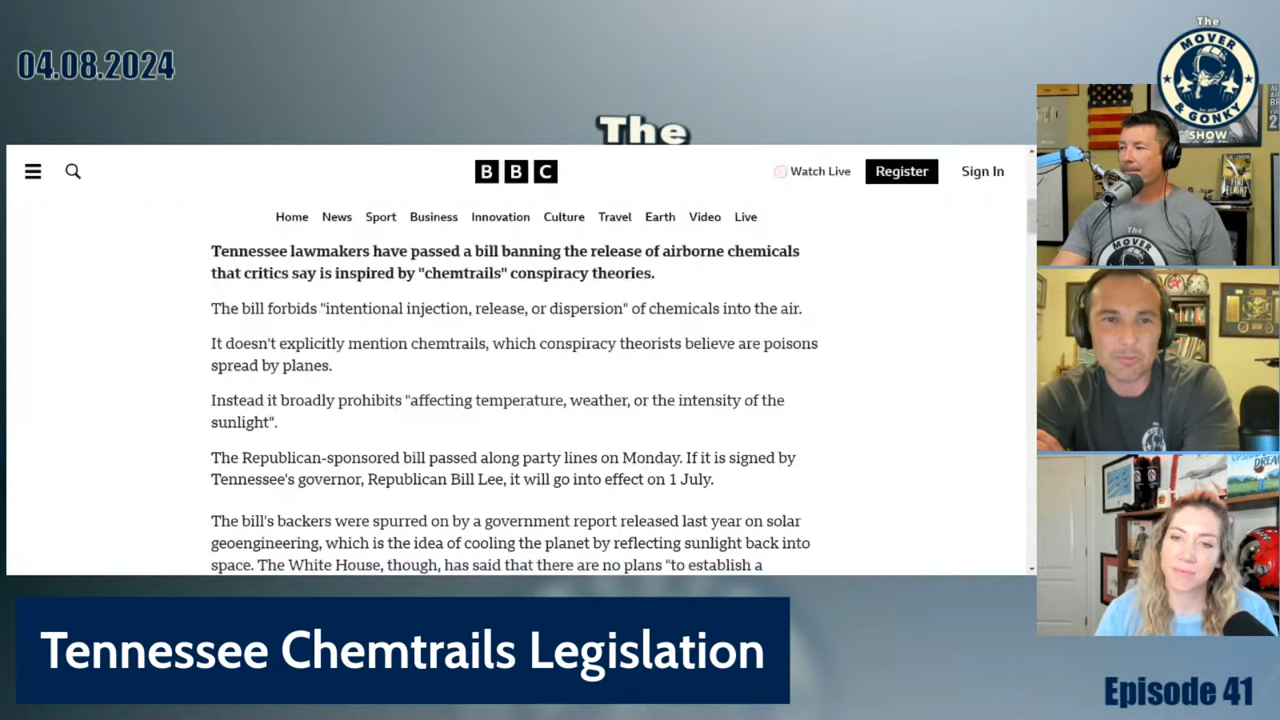 04.08.2024
The
MOVER
& GONKY
SHOW
The
BBC
Watch Live
Register
Sign In
Home
News
Sport
Business
Innovation
Culture
Travel
Earth
Video
Live
Tennessee lawmakers have passed a bill banning the release of airborne chemicals
that critics say is inspired by "chemtrails" conspiracy theories.
The bill forbids "intentional injection, release, or dispersion" of chemicals into the air.
It doesn't explicitly mention chemtrails, which conspiracy theorists believe are poisons
spread by planes.
Instead it broadly prohibits "affecting temperature, weather, or the intensity of the
sunlight".
The Republican-sponsored bill passed along party lines on Monday. If it is signed by
Tennessee's governor, Republican Bill Lee, it will go into effect on 1 July.
The bill's backers were spurred on by a government report released last year on solar
geoengineering, which is the idea of cooling the planet by reflecting sunlight back into
space. The White House, though, has said that there are no plans "to establish a
The
MOVER
FINI
FLIGHT
Tennessee Chemtrails Legislation
Episode 41